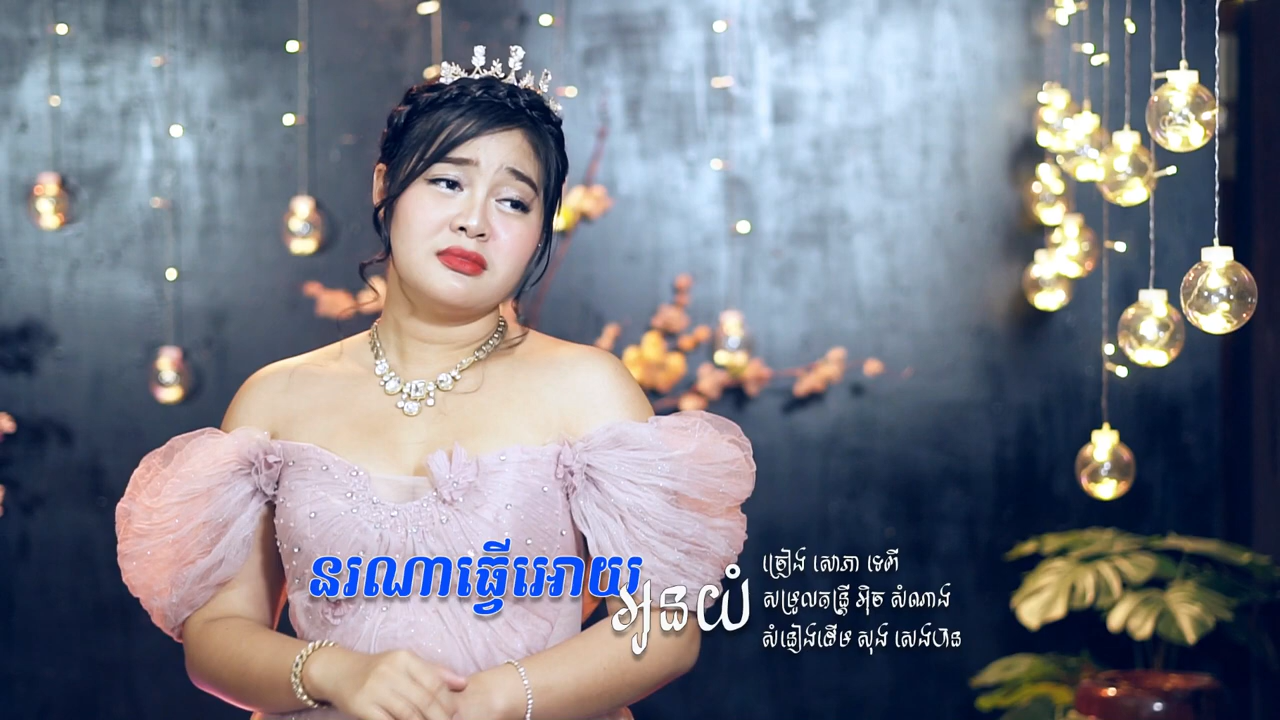 នរណាធ្វើអោយ
អូនយំ
ច្រៀង សោភា ទេពី
សម្រួលតន្ត្រី អ៊ិច សំណាង
សំនៀងដើម សុង សេងហន